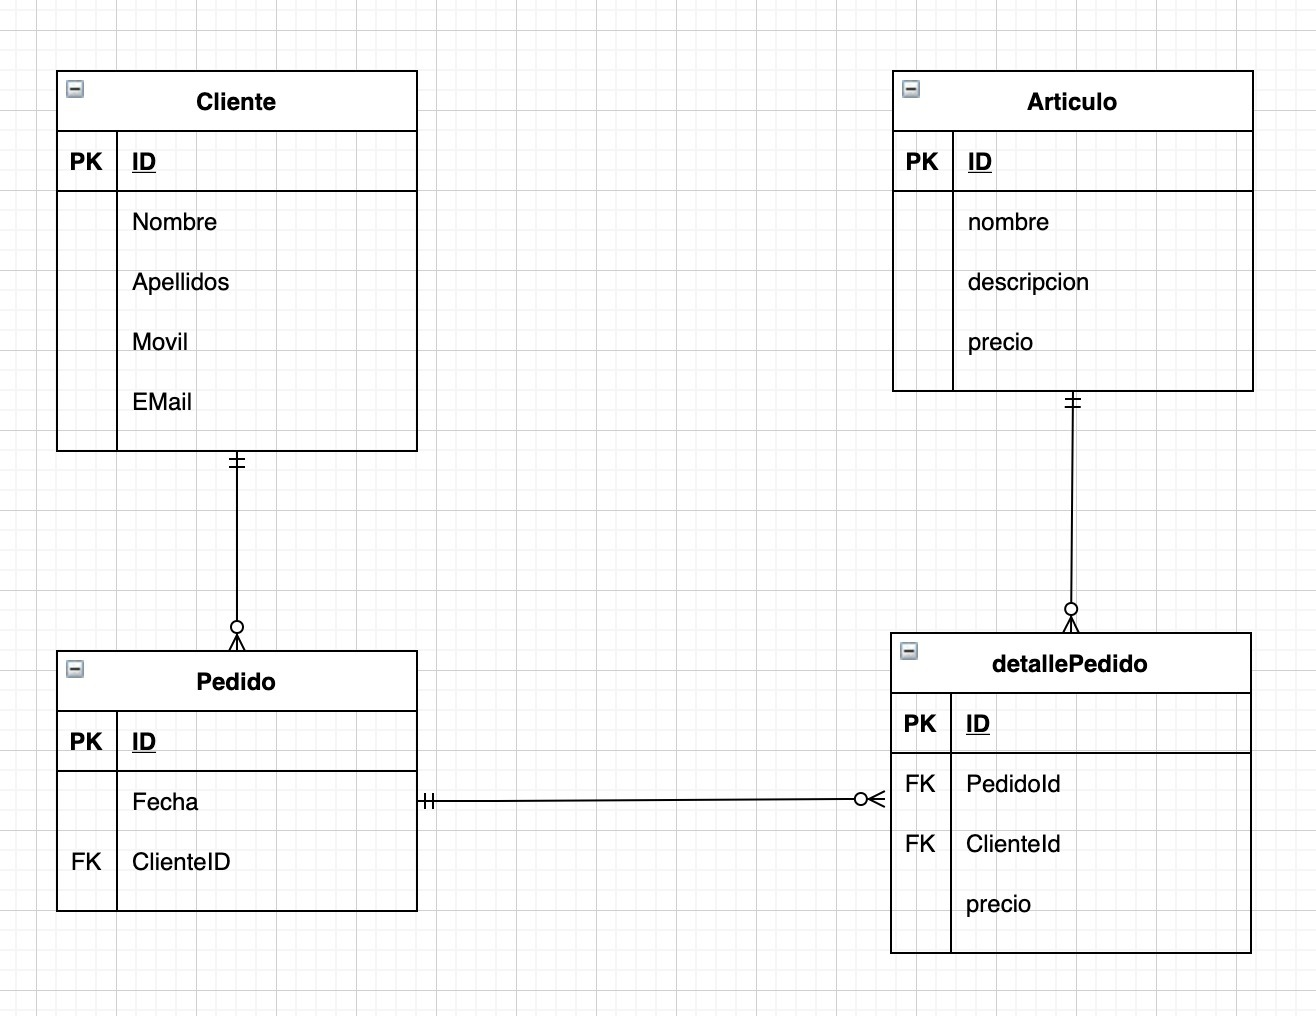 Cliente
PK ID
Nombre
Apellidos
Movil
EMail
Articulo
PK ID
nombre
descripcion
precio
Pedido
PK ID
Fecha
FK ClienteID
detallePedido
PK ID
FK PedidoId
FK ClienteId
precio